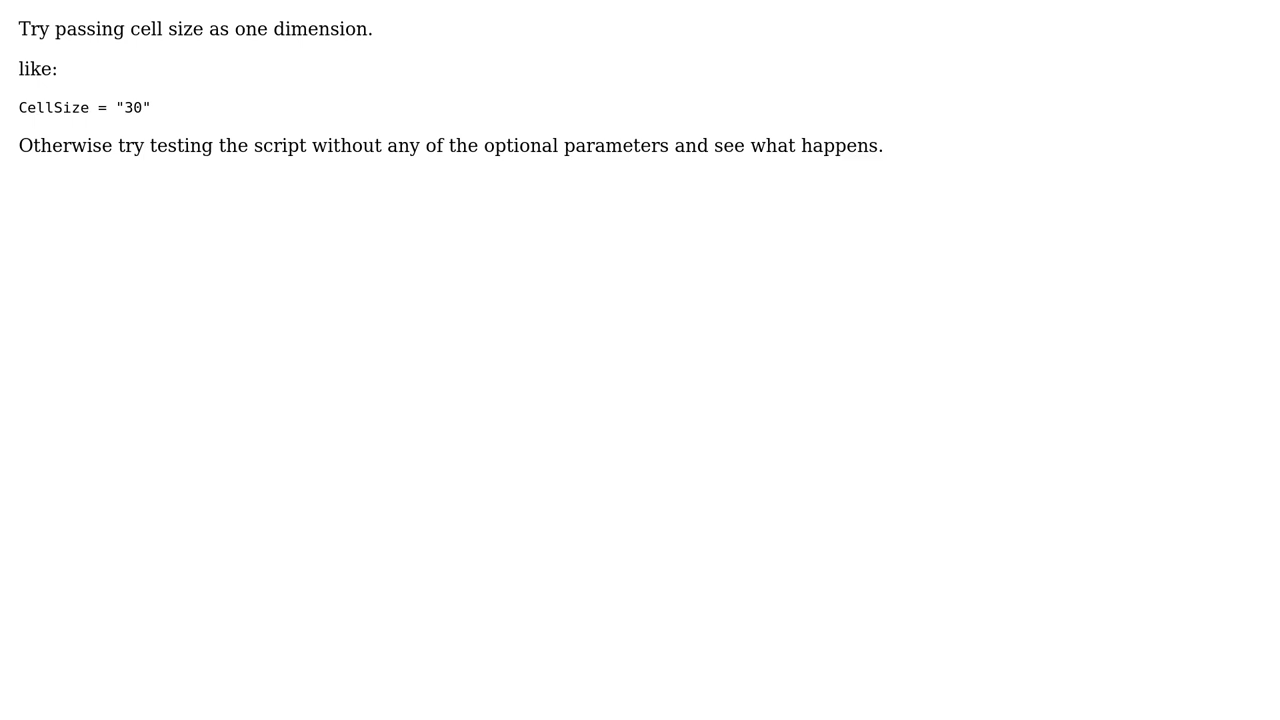 Try passing cell size as one dimension.
like:
CellSize = "30"
Otherwise try testing the script without any of the optional parameters and see what happens.